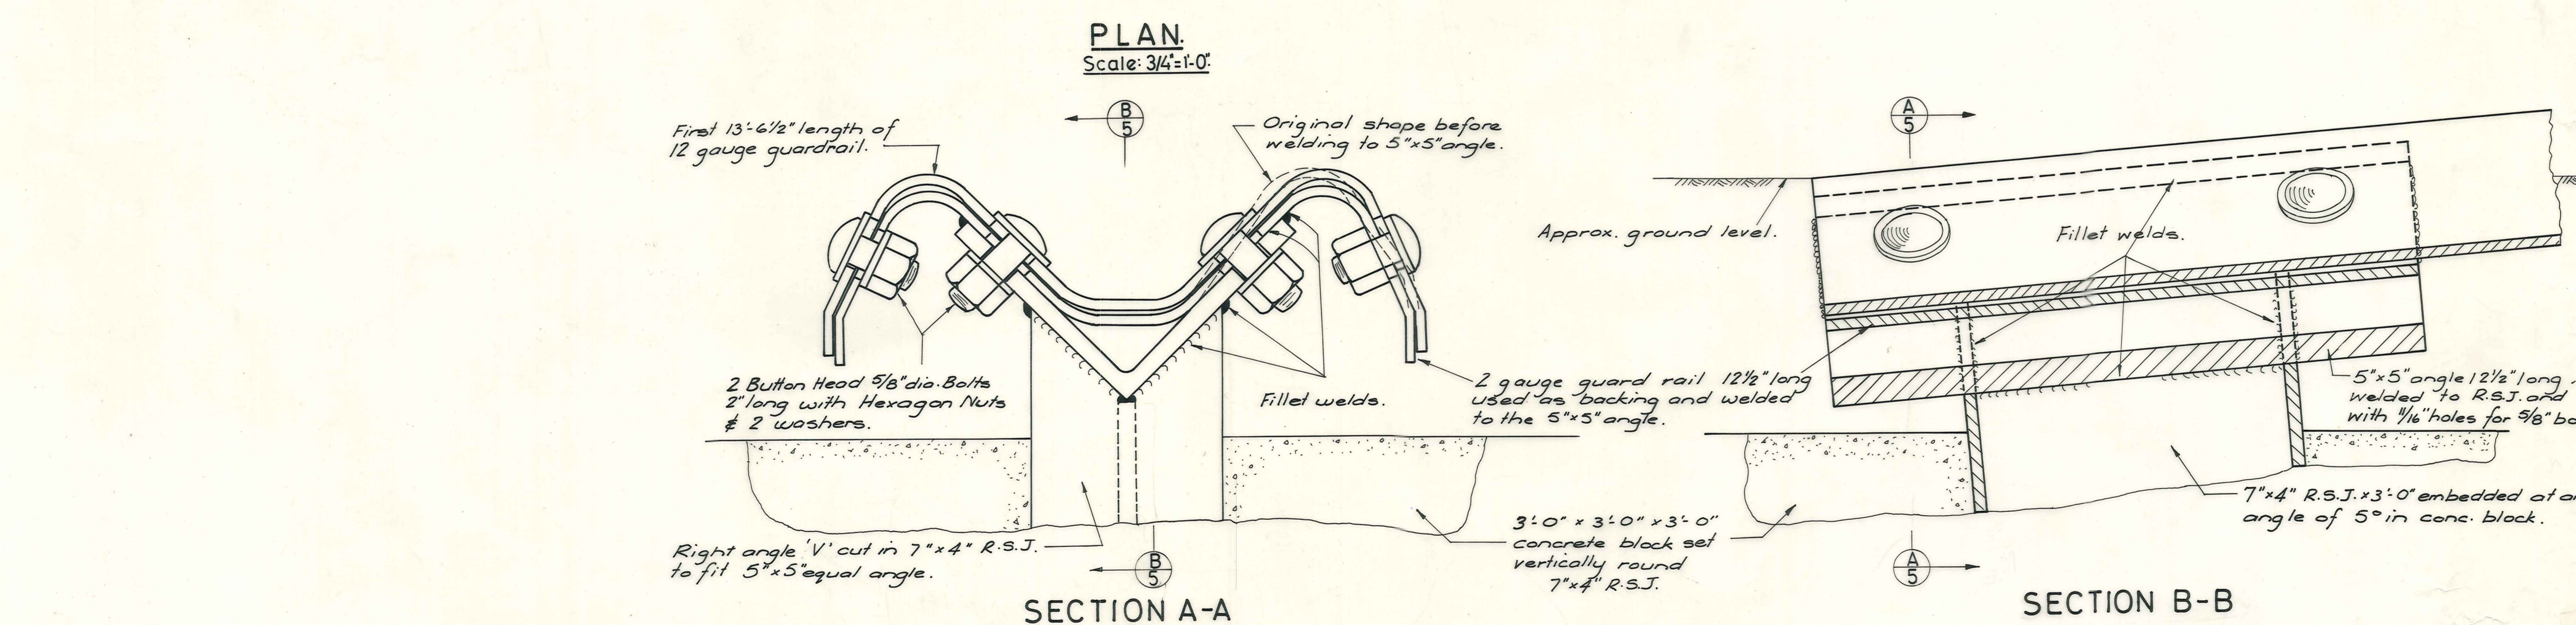 PLAN.
Scale: 3/4"=1'-0".
B
5
A
5
First 13'-6½" length of
12 gauge guardrail.
Original shape before
welding to 5"x5" angle.
Approx. ground level.
Fillet welds.
2 Button Head 5/8" dia. Bolts
2" long with Hexagon Nuts
& 2 washers.
Fillet welds.
2 gauge guard rail 12½" long
used as backing and welded
to the 5"x5" angle.
5"x5" angle 12½" long
welded to R.S.J. and
with 11/16" holes for 5/8"
Right angle 'V' cut in 7"x4" R.S.J.
to fit 5"x5" equal angle.
3'-0" x 3'-0" x 3'-0"
concrete block set
vertically round
7"x4" R.S.J.
7"x4" R.S.J. x 3'-0" embedded at
angle of 5° in conc. block.
B
5
A
5
SECTION A-A
SECTION B-B